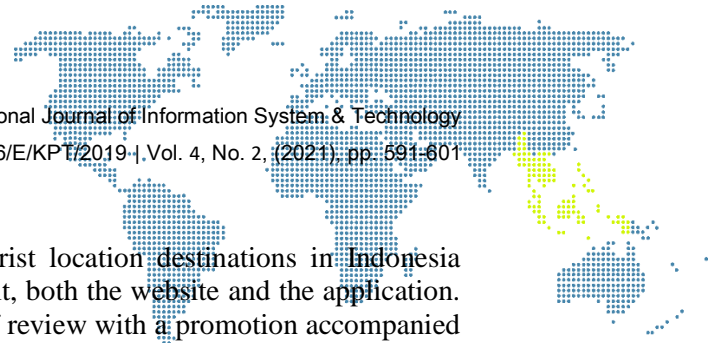 onal Journal of Information System & Technology
6/E/KPT/2019 | Vol. 4, No. 2, (2021), pp. 591-601
rist location destinations in Indonesia
t, both the website and the application.
f review with a promotion accompanied